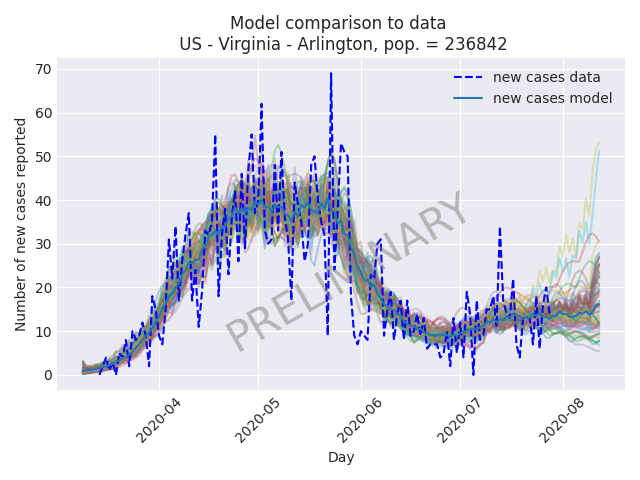 Model comparison to data
US - Virginia - Arlington, pop. = 236842
Number of new cases reported
70
60
50
40
30
20
10
0
new cases data
new cases model
PRELIMINARY
2020-04
2020-05
2020-06
2020-07
2020-08
Day